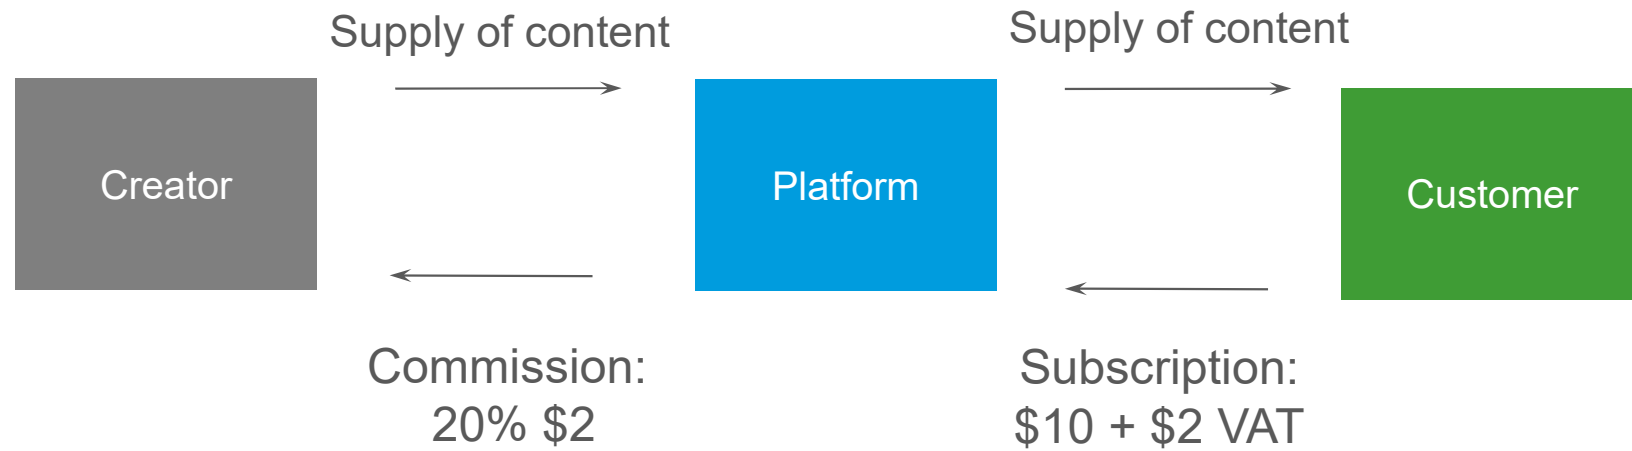 Supply of content
Supply of content
Creator
Platform
Customer
Commission:
20% $2
Subscription:
$10 + $2 VAT